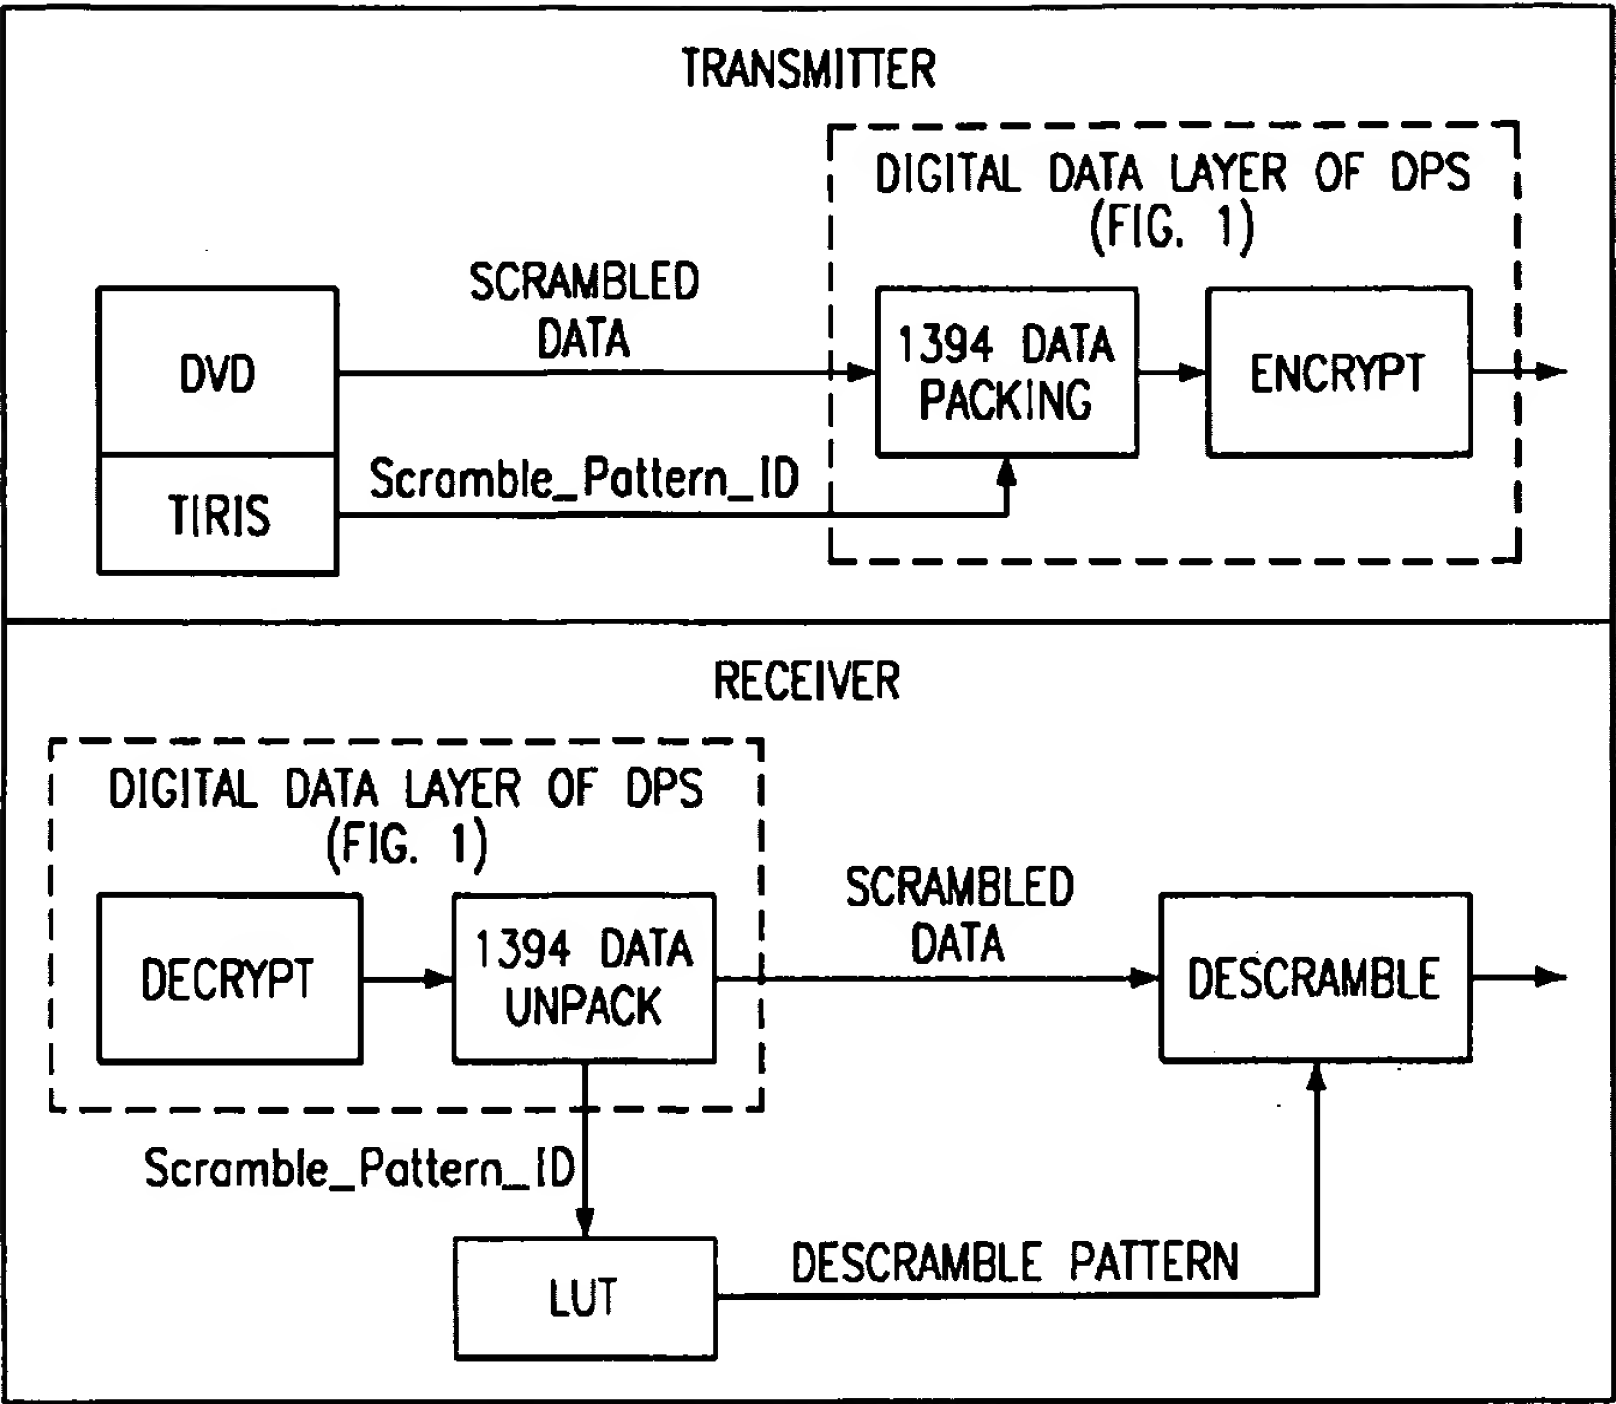 TRANSMITTER
DIGITAL DATA LAYER OF DPS
(FIG. 1)
SCRAMBLED
DATA
DVD
1394 DATA
PACKING
ENCRYPT
Scramble_Pattern_ID
TIRIS
RECEIVER
DIGITAL DATA LAYER OF DPS
(FIG. 1)
SCRAMBLED
DATA
DECRYPT
1394 DATA
UNPACK
DESCRAMBLE
Scramble_Pattern_ID
LUT
DESCRAMBLE PATTERN